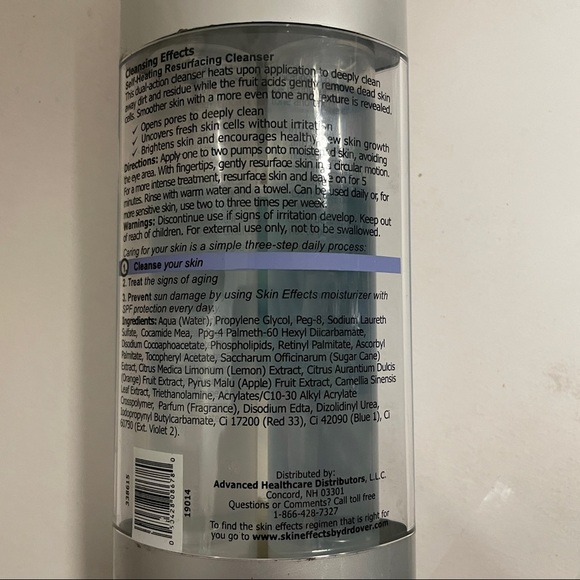 Cleansing Effects
Self-Heating Resurfacing Cleanser
This dual-action cleanser heats upon application to deeply clean
away dirt and residue while the fruit acids gently remove dead skin
cells. Smoother skin with a more even tone and texture is revealed.
✓ Opens pores to deeply clean
✓ Uncovers fresh skin cells without irritation
✓ Brightens skin and encourages healthy new skin growth
Directions: Apply one to two pumps onto moistened skin, avoiding
the eye area. With fingertips, gently resurface skin in a circular motion.
For a more intense treatment, resurface skin and leave on for 5
minutes. Rinse with warm water and a towel. Can be used daily or, for
more sensitive skin, use two to three times per week.
Warnings: Discontinue use if signs of irritation develop. Keep out
of reach of children. For external use only, not to be swallowed.
Caring for your skin is a simple three-step daily process:
1 Cleanse your skin
2. Treat the signs of aging
3. Prevent sun damage by using Skin Effects moisturizer with
SPF protection every day.
Ingredients: Aqua (Water), Propylene Glycol, Peg-8, Sodium Laureth
Sulfate, Cocamide Mea, Ppg-4 Palmeth-60 Hexyl Diicarbamate,
Disodium Cocoaphoacetate, Phospholipids, Retinyl Palmitate, Ascorbyl
Palmitate, Tocopheryl Acetate, Saccharum Officinarum (Sugar Cane)
Extract, Citrus Medica Limonum (Lemon) Extract, Citrus Aurantium Dulcis
(Orange) Fruit Extract, Pyrus Malu (Apple) Fruit Extract, Camellia Sinensis
Leaf Extract, Triethanolamine, Acrylates/C10-30 Alkyl Acrylate
Crosspolymer, Parfum (Fragrance), Disodium Edta, Dizolidinyl Urea,
Iodopropynyl Butylcarbamate, Ci 17200 (Red 33), Ci 42090 (Blue 1), Ci
60730 (Ext. Violet 2).
338615
0 50428 08678 0
19014
Distributed by:
Advanced Healthcare Distributors, L.L.C.
Concord, NH 03301
Questions or Comments? Call toll free
1-866-428-7327
To find the skin effects regimen that is right for
you go to www.skineffectsbydrdover.com